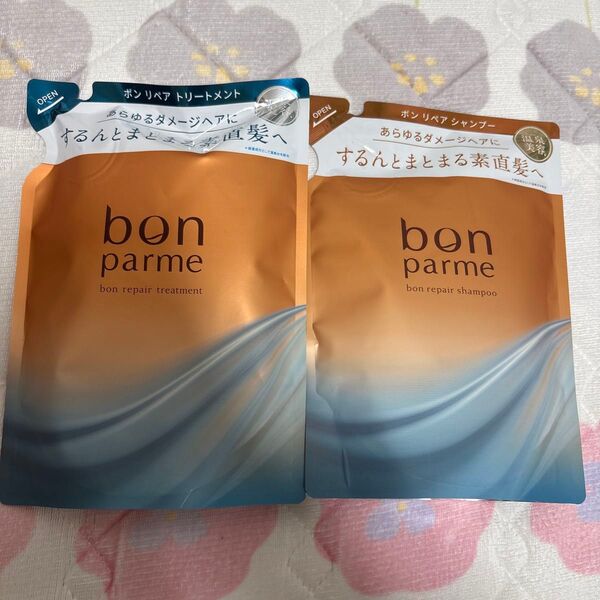 OPEN
ボン リペア トリートメント
あらゆるダメージヘアに
するんとまとまる素直髪へ
bon
parme
bon repair treatment
OPEN
ボン リペア シャンプー
あらゆるダメージヘアに
するんとまとまる素直髪へ
温泉
美容
bon
parme
bon repair shampoo